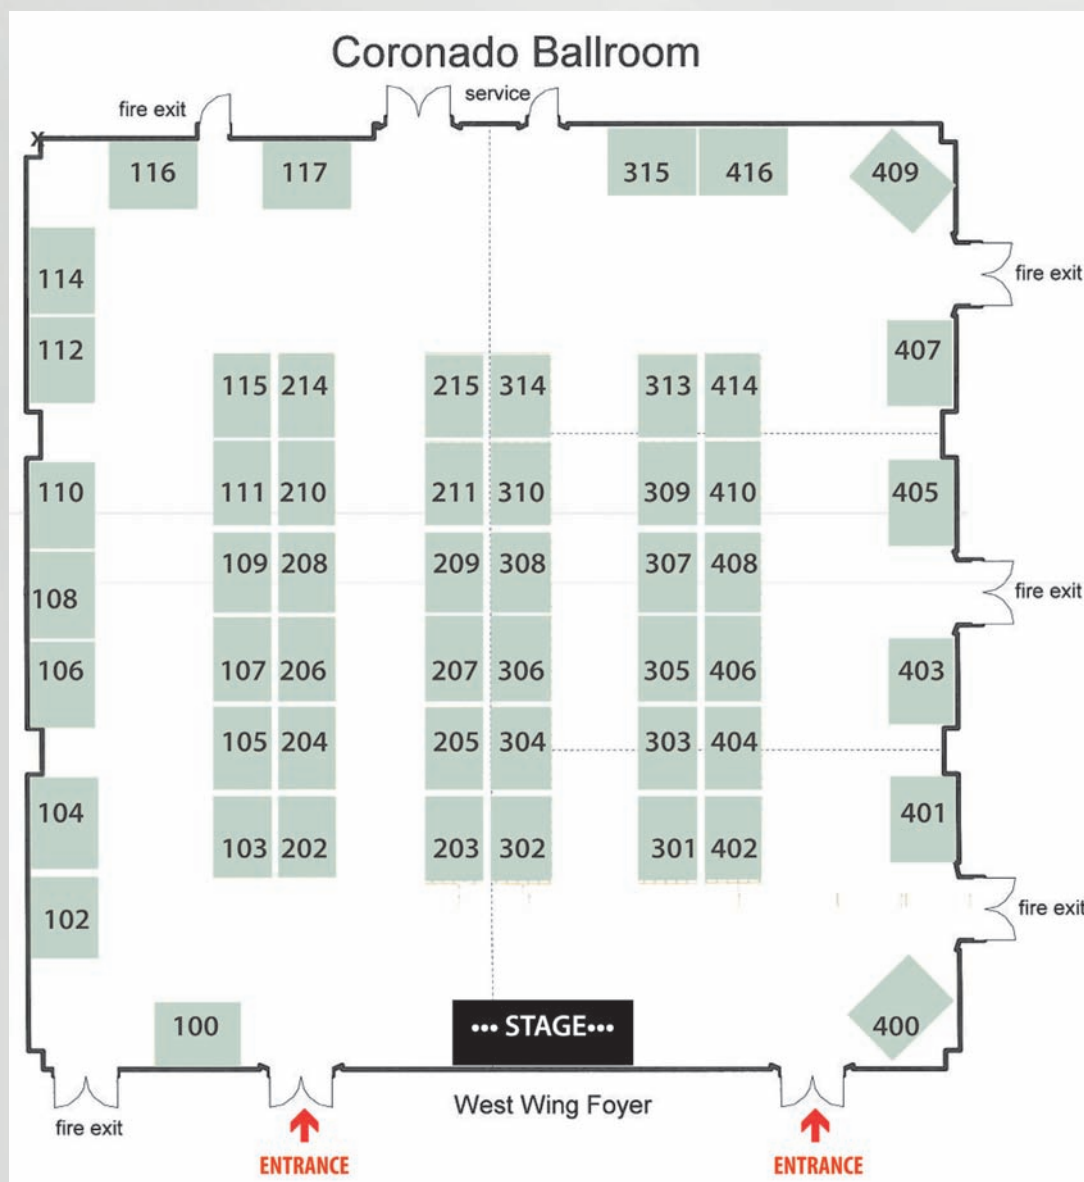 Coronado Ballroom
fire exit
service
X
116 117 315 416 409
114
fire exit
112 407
115 214 215 314 313 414
110 111 210 211 310 309 410 405
109 208 209 308 307 408
108 fire exit
106 107 206 207 306 305 406 403
105 204 205 304 303 404
104 401
103 202 203 302 301 402
102 fire exit
100 ••• STAGE••• 400
West Wing Foyer
fire exit
ENTRANCE ENTRANCE